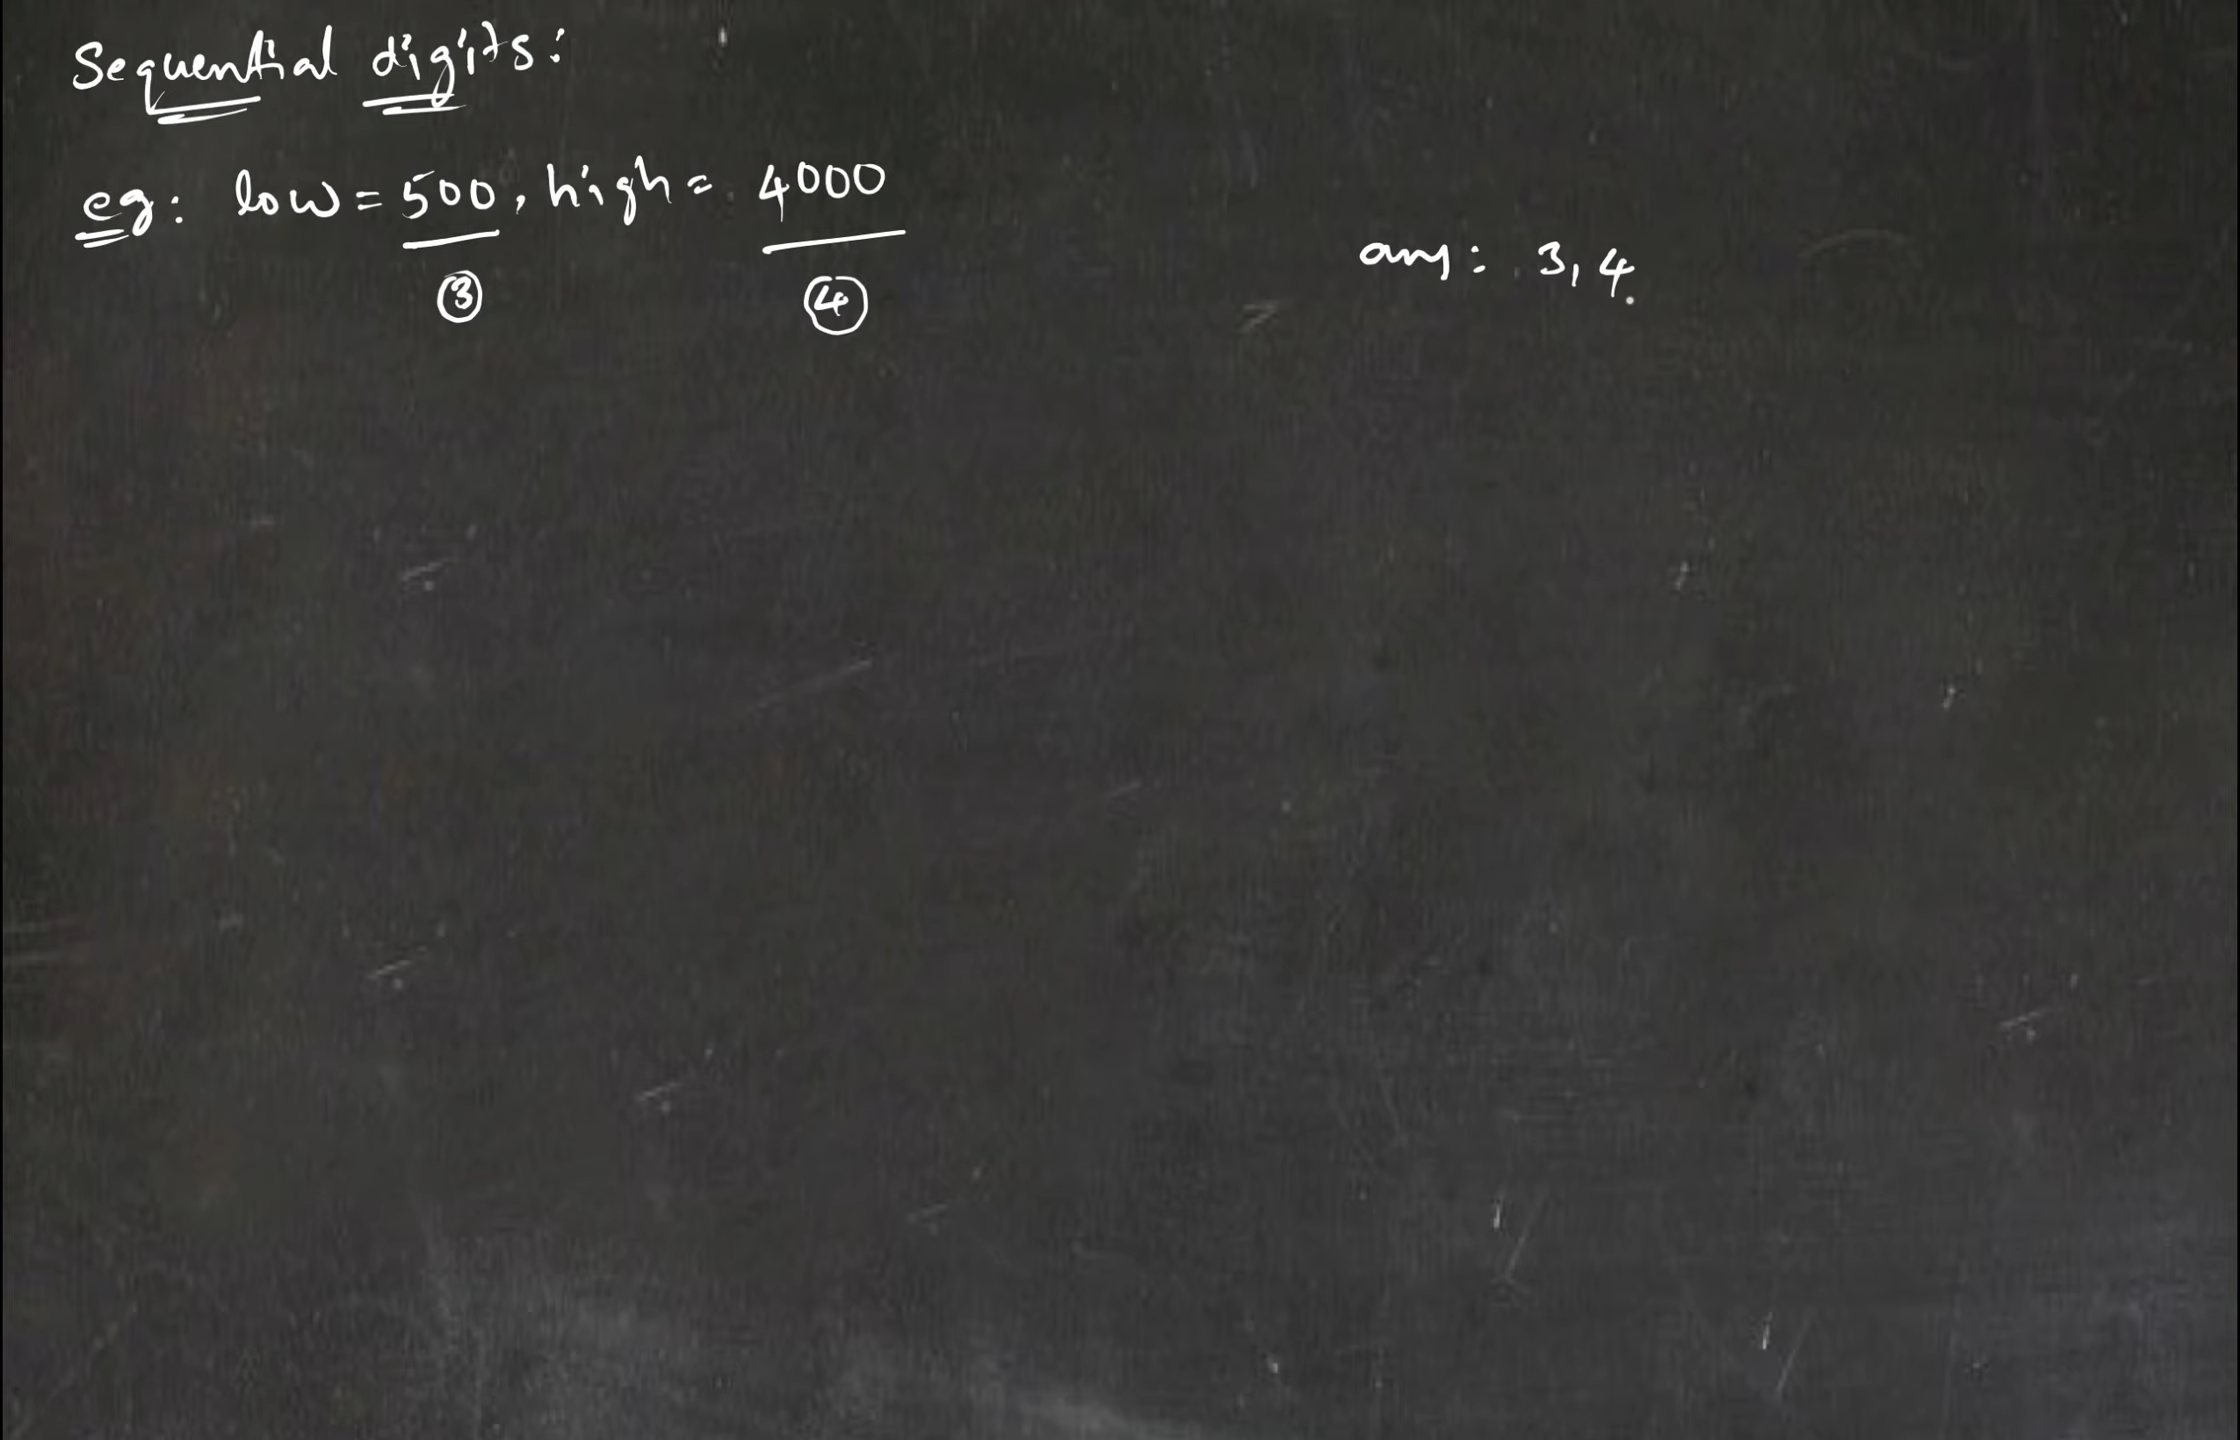 Sequential digits:
eg: low = 500, high = 4000
3 4
ans: 3, 4.